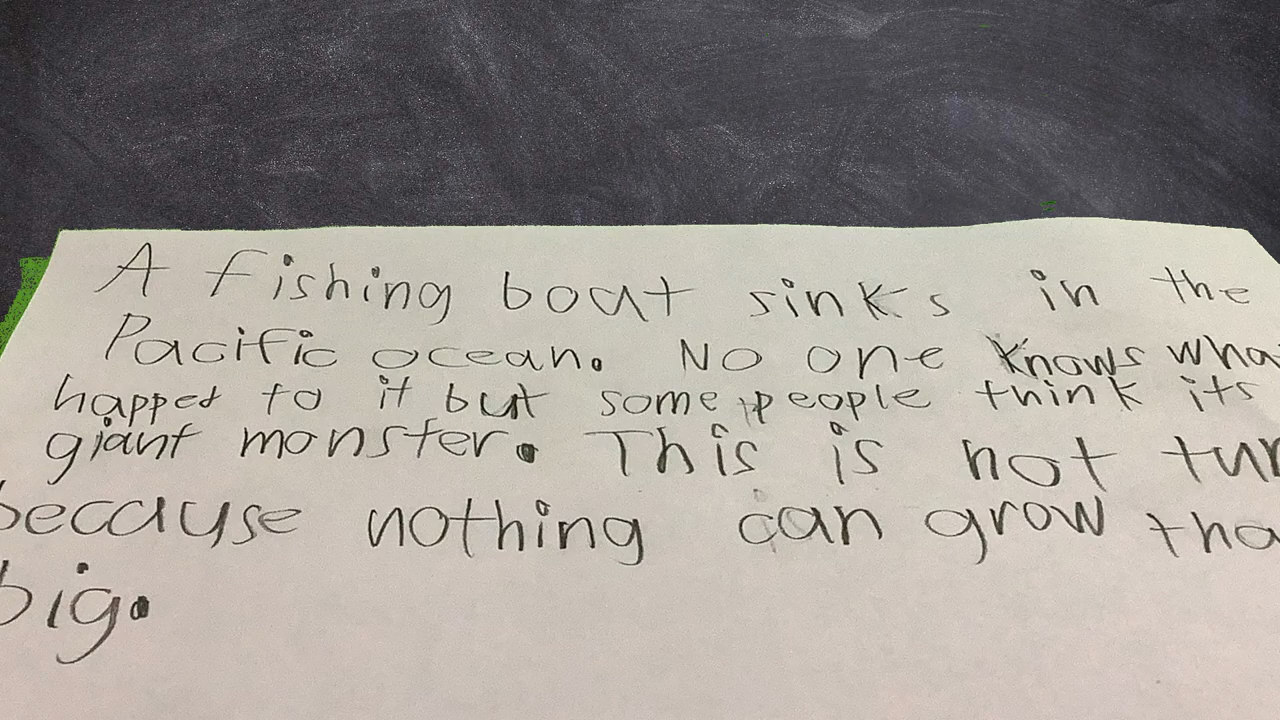 A fishing boat sinks in the
Pacific ocean. No one knows wha
happed to it but some people think its
giant monster. This is not tur
because nothing can grow tha
big.